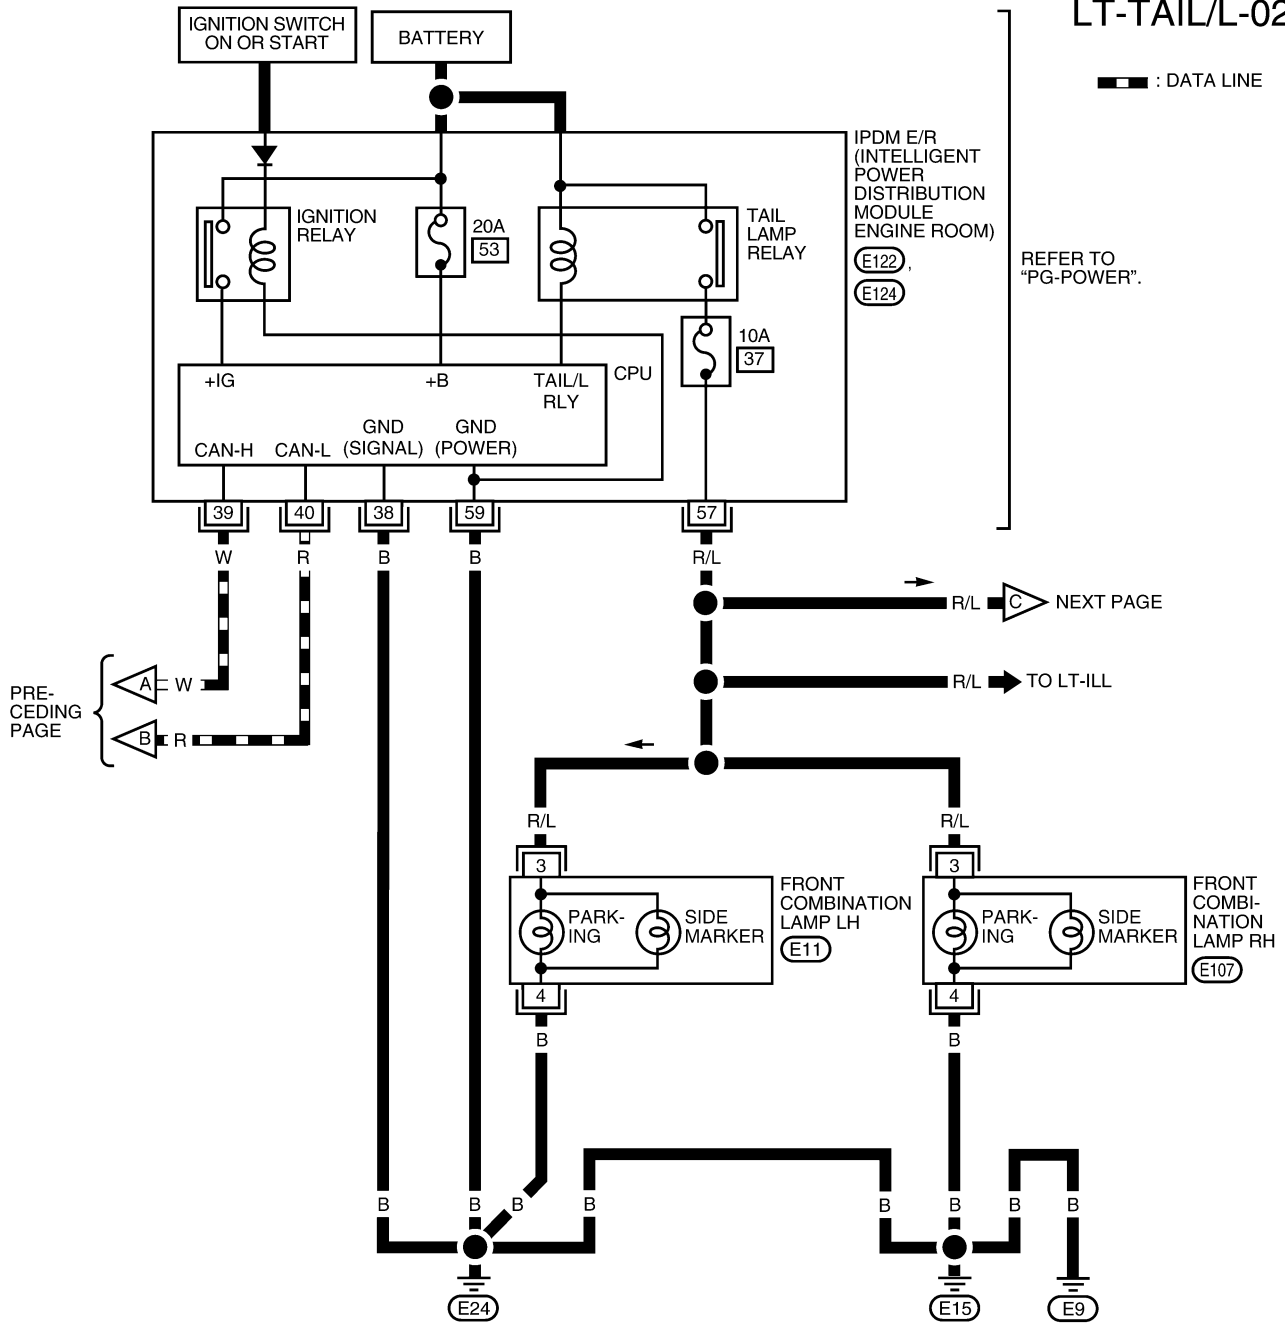 LT-TAIL/L-02
IGNITION SWITCH
ON OR START
BATTERY
: DATA LINE
IPDM E/R
(INTELLIGENT
POWER
DISTRIBUTION
MODULE
ENGINE ROOM)
E122 ,
E124
REFER TO
“PG-POWER”.
IGNITION
RELAY
20A
53
TAIL
LAMP
RELAY
10A
37
+IG
+B
TAIL/L
RLY
CPU
CAN-H
CAN-L
GND
(SIGNAL)
GND
(POWER)
39
40
38
59
57
W
R
B
B
R/L
R/L
C
NEXT PAGE
R/L
TO LT-ILL
PRE-
CEDING
PAGE
A
W
B
R
R/L
R/L
3
PARK-
ING
SIDE
MARKER
4
FRONT
COMBINATION
LAMP LH
E11
3
PARK-
ING
SIDE
MARKER
4
FRONT
COMBI-
NATION
LAMP RH
E107
B
B
B
B
B
B
B
B
B
B
E24
E15
E9